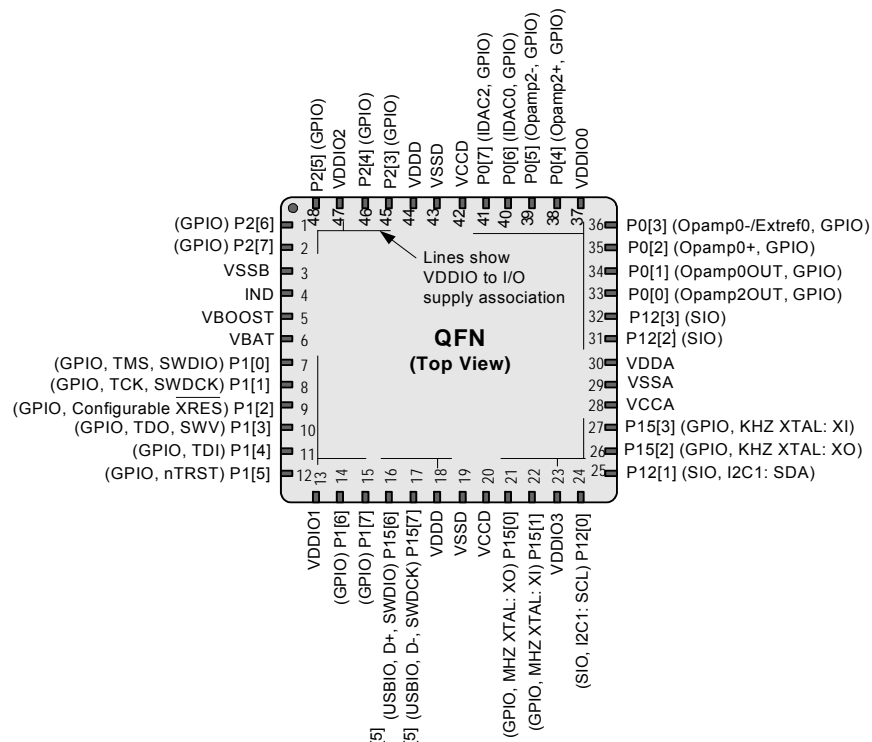 P2[5] (GPIO)
VDDIO2
P2[4] (GPIO)
P2[3] (GPIO)
VDDD
VSSD
VCCD
P0[7] (IDAC2, GPIO)
P0[6] (IDAC0, GPIO)
P0[5] (Opamp2-, GPIO)
P0[4] (Opamp2+, GPIO)
VDDIO0
48
47
46
45
44
43
42
41
40
39
38
37
(GPIO) P2[6]
1
(GPIO) P2[7]
2
VSSB
3
IND
4
VBOOST
5
VBAT
6
(GPIO, TMS, SWDIO) P1[0]
7
(GPIO, TCK, SWDCK) P1[1]
8
(GPIO, Configurable XRES) P1[2]
9
(GPIO, TDO, SWV) P1[3]
10
(GPIO, TDI) P1[4]
11
(GPIO, nTRST) P1[5]
12
Lines show
VDDIO to I/O
supply association
QFN
(Top View)
36
P0[3] (Opamp0-/Extref0, GPIO)
35
P0[2] (Opamp0+, GPIO)
34
P0[1] (Opamp0OUT, GPIO)
33
P0[0] (Opamp2OUT, GPIO)
32
P12[3] (SIO)
31
P12[2] (SIO)
30
VDDA
29
VSSA
28
VCCA
27
P15[3] (GPIO, KHZ XTAL: XI)
26
P15[2] (GPIO, KHZ XTAL: XO)
25
P12[1] (SIO, I2C1: SDA)
13
14
15
16
17
18
19
20
21
22
23
24
VDDIO1
(GPIO) P1[6]
(GPIO) P1[7]
[5] (USBIO, D+, SWDIO) P15[6]
[5] (USBIO, D-, SWDCK) P15[7]
VDDD
VSSD
VCCD
(GPIO, MHZ XTAL: XO) P15[0]
(GPIO, MHZ XTAL: XI) P15[1]
VDDIO3
(SIO, I2C1: SCL) P12[0]